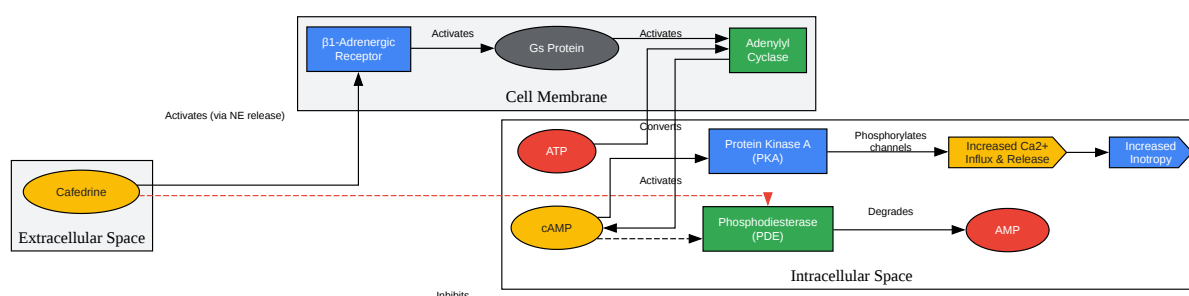 β1-Adrenergic
Receptor
Activates
Gs Protein
Activates
Adenylyl
Cyclase
Cell Membrane
Activates (via NE release)
Converts
ATP
Protein Kinase A
(PKA)
Phosphorylates
channels
Increased Ca2+
Influx & Release
Increased
Inotropy
Cafedrine
Extracellular Space
Activates
cAMP
Phosphodiesterase
(PDE)
Degrades
AMP
Intracellular Space
Inhibits